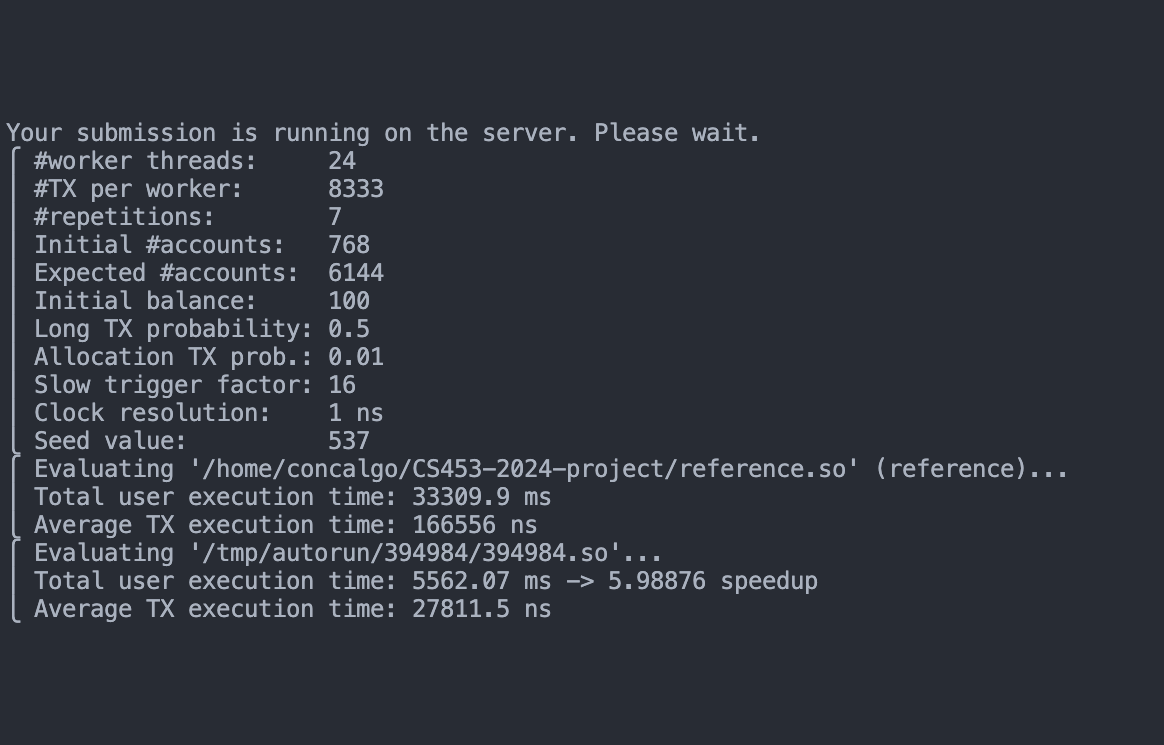 Your submission is running on the server. Please wait.
#worker threads:     24
#TX per worker:      8333
#repetitions:        7
Initial #accounts:   768
Expected #accounts:  6144
Initial balance:     100
Long TX probability: 0.5
Allocation TX prob.: 0.01
Slow trigger factor: 16
Clock resolution:    1 ns
Seed value:          537
Evaluating '/home/concalgo/CS453-2024-project/reference.so' (reference)...
Total user execution time: 33309.9 ms
Average TX execution time: 166556 ns
Evaluating '/tmp/autorun/394984/394984.so'...
Total user execution time: 5562.07 ms -> 5.98876 speedup
Average TX execution time: 27811.5 ns